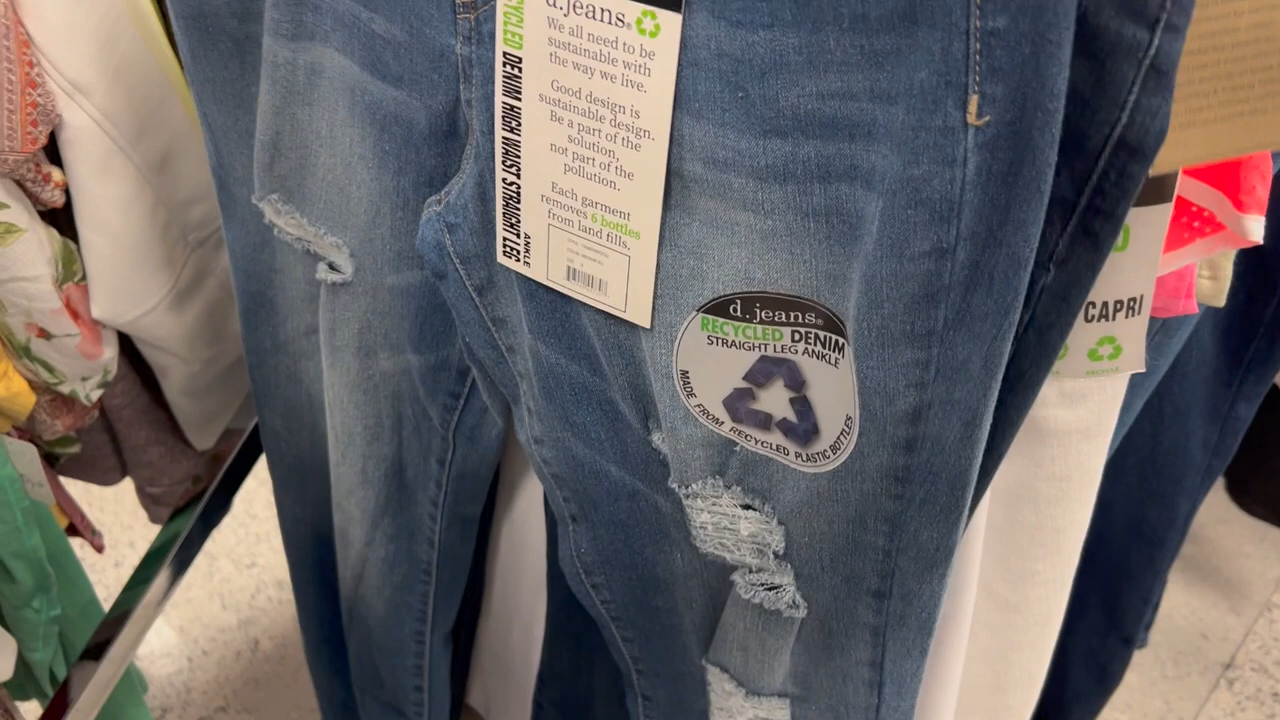 d.jeans®
We all need to be
sustainable with
the way we live.
Good design is
sustainable design.
Be a part of the
solution,
not part of the
pollution.
Each garment
removes 6 bottles
from land fills.
DENIM HIGH WAIST STRAIGHT LEG
ANKLE
d.jeans®
RECYCLED DENIM
STRAIGHT LEG ANKLE
MADE FROM RECYCLED PLASTIC BOTTLES
CAPRI
RECYCLE